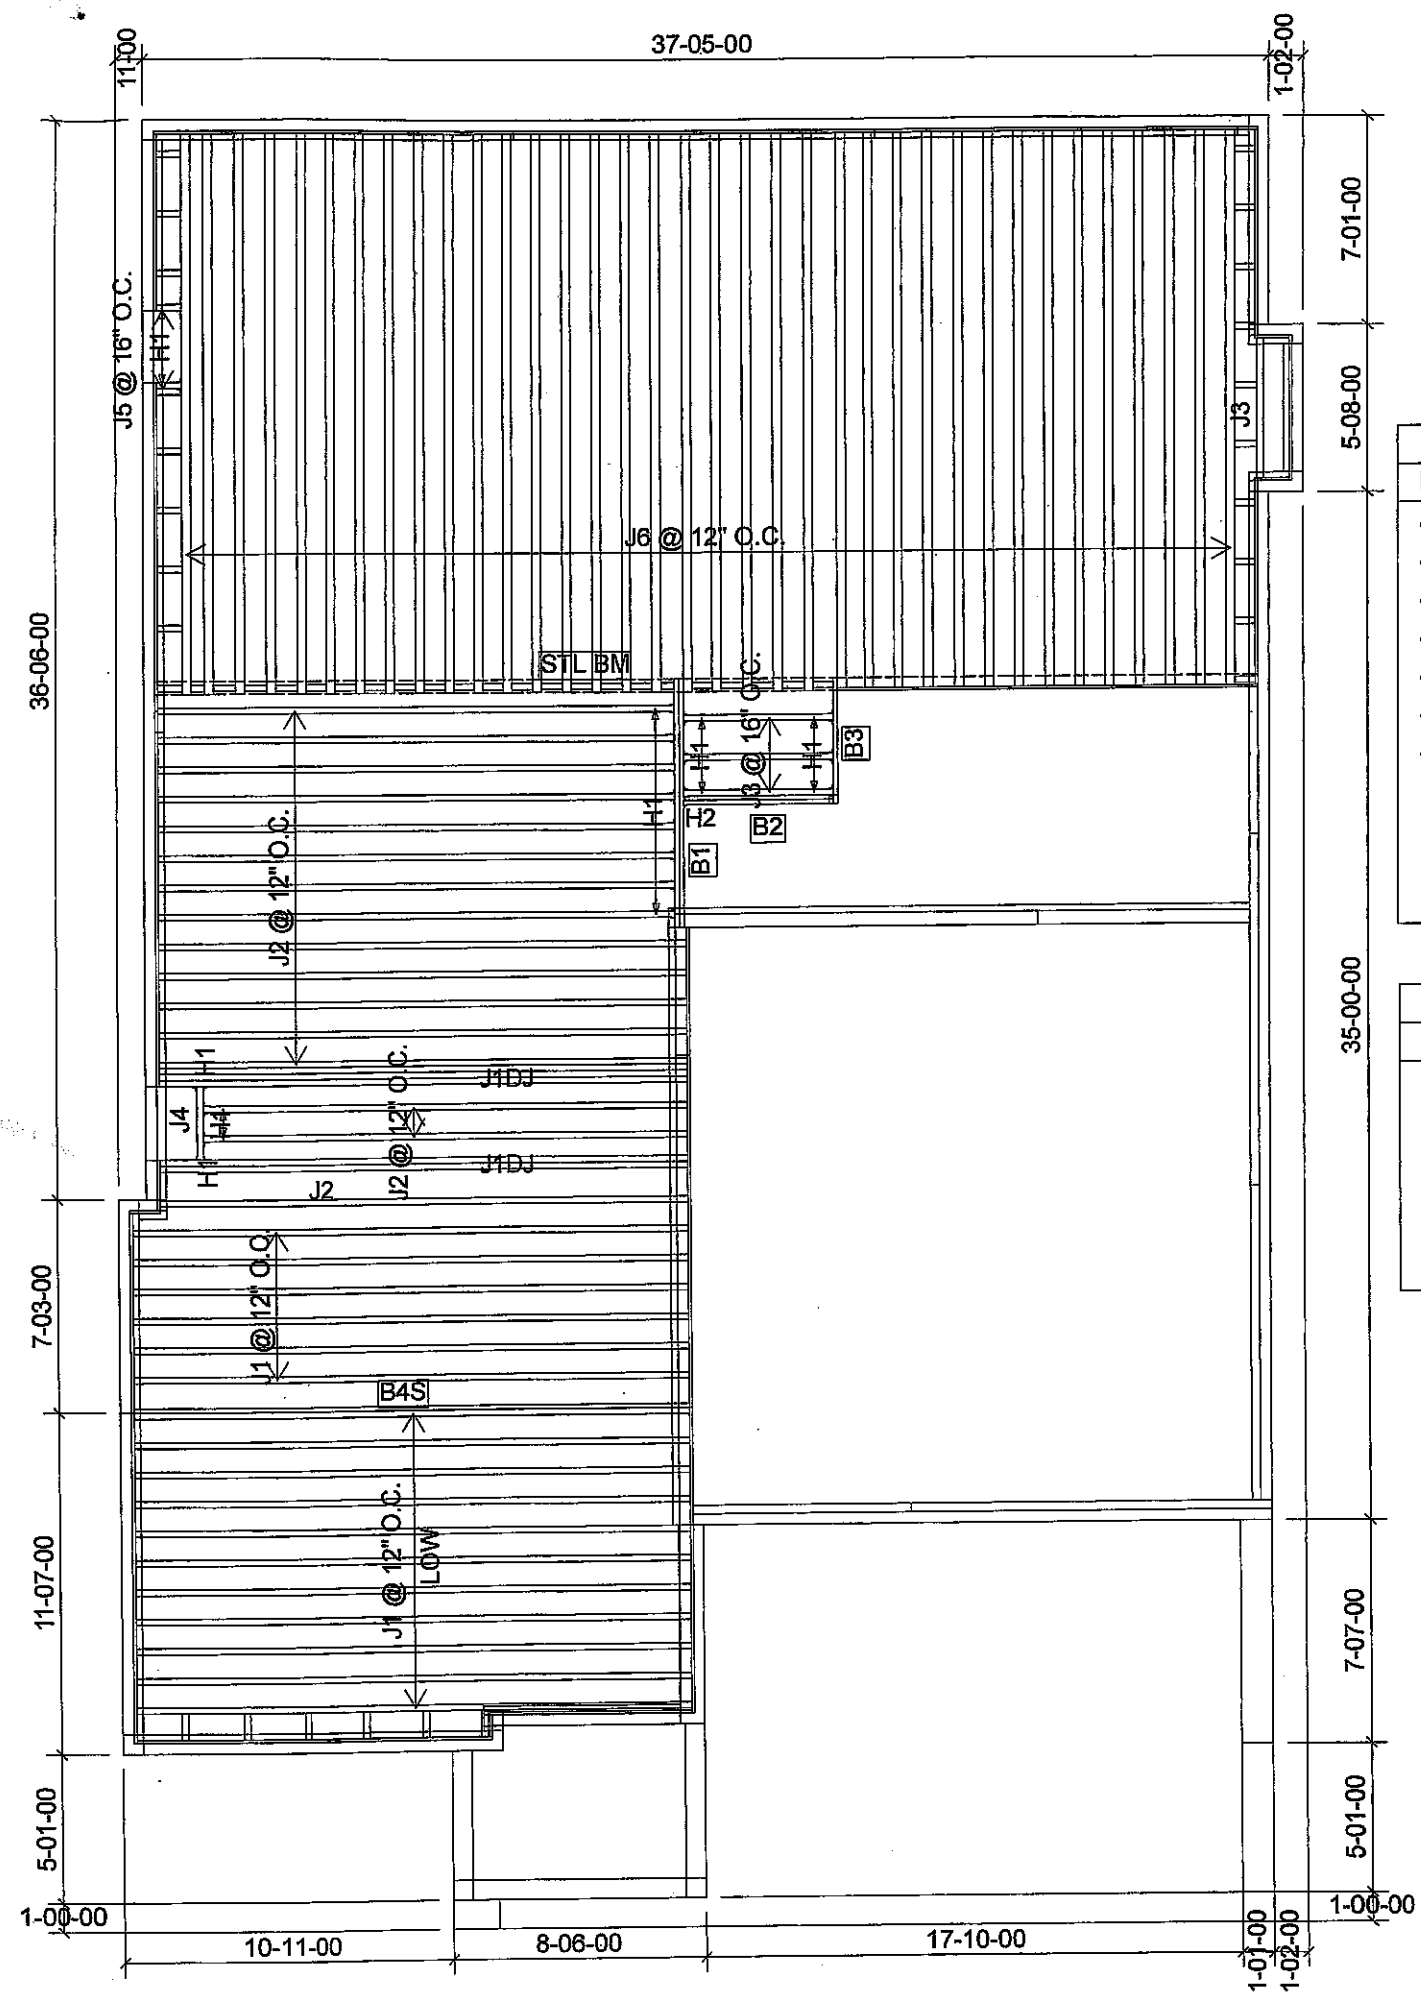 11-00
37-05-00
1-02-00
7-01-00
J5 @ 16" O.C.
H1
J3
5-08-00
J6 @ 12" O.C.
36-06-00
STL BM
J3 @ 16" O.C.
H1
H1
B3
H1
H2
B2
B1
J2 @ 12" O.C.
35-00-00
H1
J4
J1
H1
J2 @ 12" O.C.
J1DJ
J1DJ
J2
7-03-00
J1 @ 12" O.C.
B4S
J1 @ 12" O.C.
LOW
11-07-00
7-07-00
5-01-00
5-01-00
1-00-00
1-00-00
10-11-00
8-06-00
17-10-00
1-01-00
1-02-00